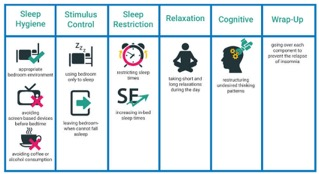 Sleep
Hygiene
appropriate
bedroom environment
avoiding
screen-based devices
before bedtime
avoiding coffee or
alcohol consumption
Stimulus
Control
Zzz
using bedroom
only to sleep
leaving bedroom
when cannot fall
asleep
Sleep
Restriction
restricting sleep
times
SE
increasing in-bed
sleep times
Relaxation
taking short and
long relaxations
during the day
Cognitive
restructuring
undesired thinking
patterns
Wrap-Up
going over each
component to
prevent the relapse
of insomnia